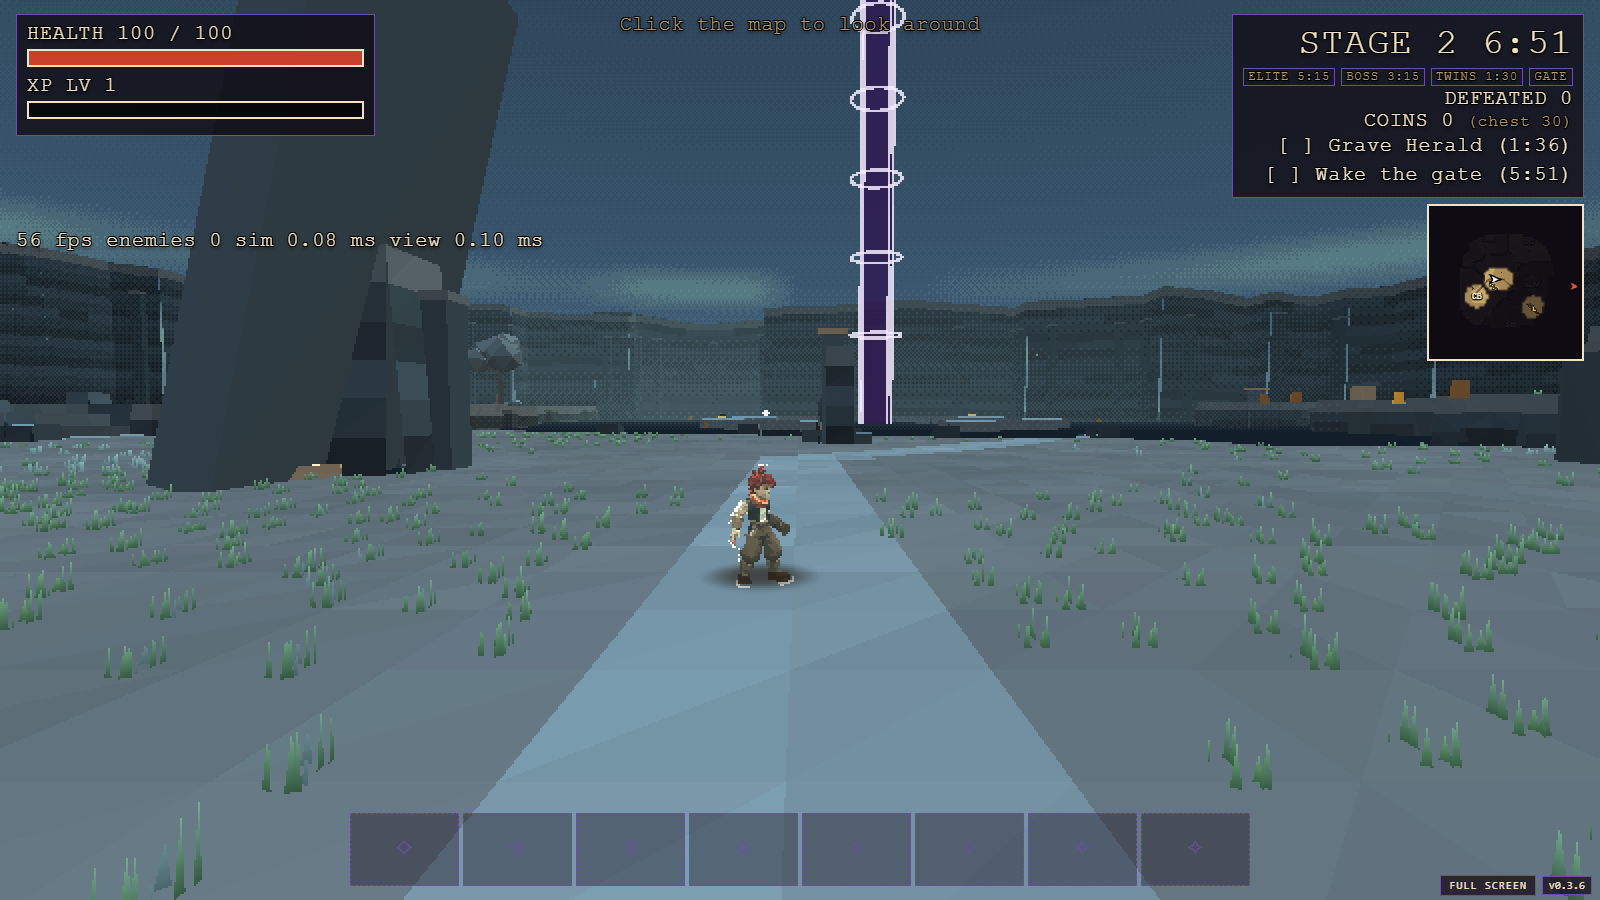 HEALTH 100 / 100
XP LV 1
Click the map to look around
STAGE 2 6:51
ELITE 5:15 BOSS 3:15 TWINS 1:30 GATE
DEFEATED 0
COINS 0 (chest 30)
[ ] Grave Herald (1:36)
[ ] Wake the gate (5:51)
56 fps enemies 0 sim 0.08 ms view 0.10 ms
CB
FULL SCREEN
v0.3.6